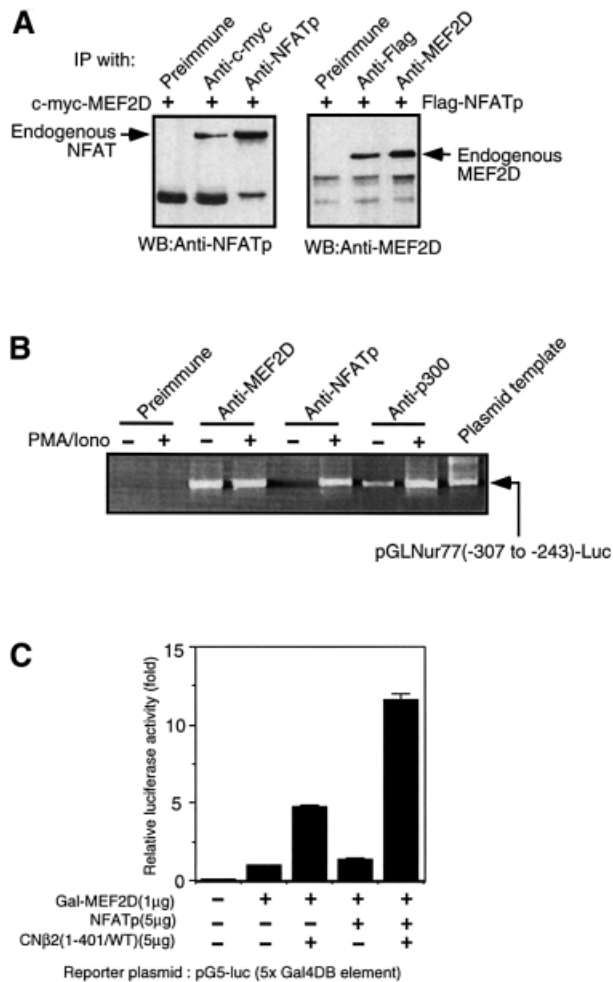 A
IP with:
Preimmune
Anti-c-myc
Anti-NFATp
Preimmune
Anti-Flag
Anti-MEF2D
c-myc-MEF2D + + +
+ + + Flag-NFATp
Endogenous
NFAT
Endogenous
MEF2D
WB:Anti-NFATp
WB:Anti-MEF2D
B
Preimmune
Anti-MEF2D
Anti-NFATp
Anti-p300
Plasmid template
PMA/Iono − + − + − + − +
pGLNur77(-307 to -243)-Luc
C
Relative luciferase activity (fold)
15
10
5
0
Gal-MEF2D(1µg) − + + + +
NFATp(5µg) − − − + +
CNβ2(1-401/WT)(5µg) − − + − +
Reporter plasmid : pG5-luc (5x Gal4DB element)